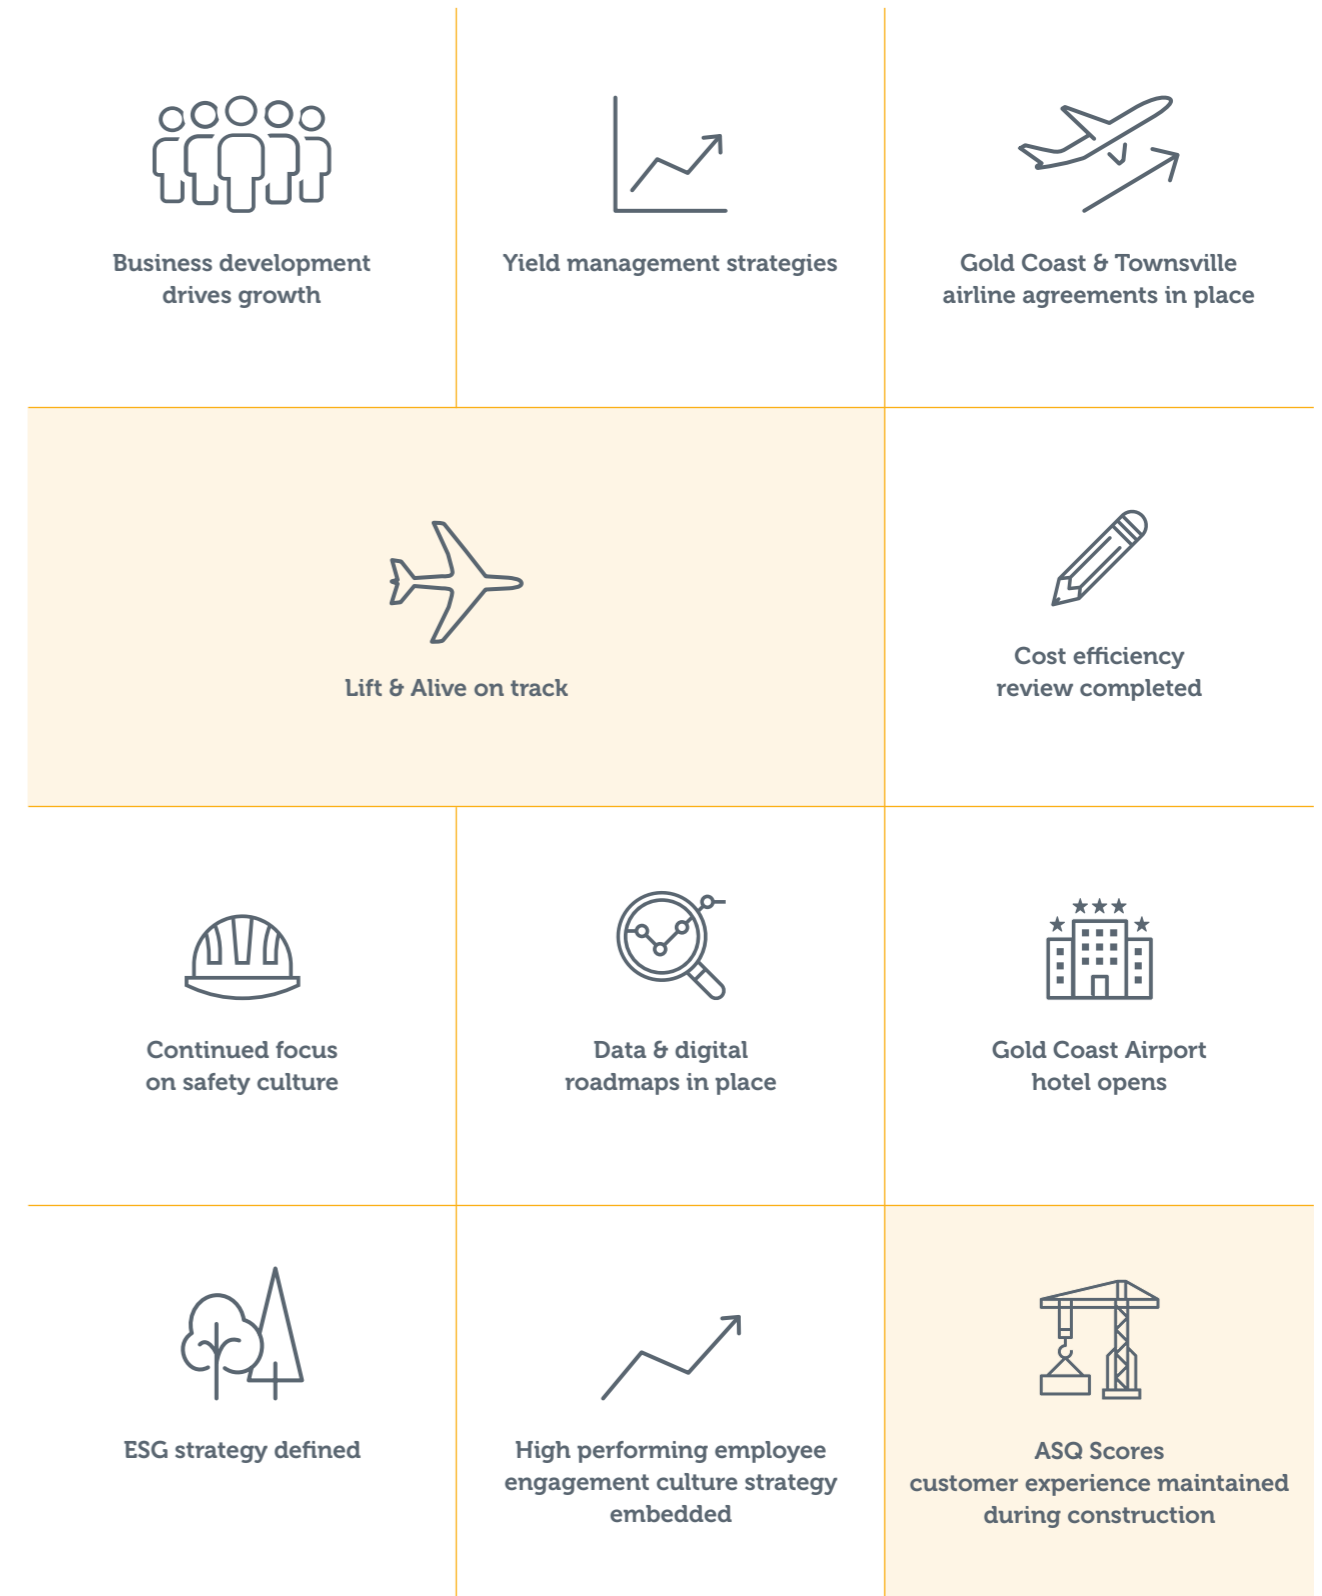 Business development
drives growth
Yield management strategies
Gold Coast & Townsville
airline agreements in place
Lift & Alive on track
Cost efficiency
review completed
Continued focus
on safety culture
Data & digital
roadmaps in place
Gold Coast Airport
hotel opens
ESG strategy defined
High performing employee
engagement culture strategy
embedded
ASQ Scores
customer experience maintained
during construction